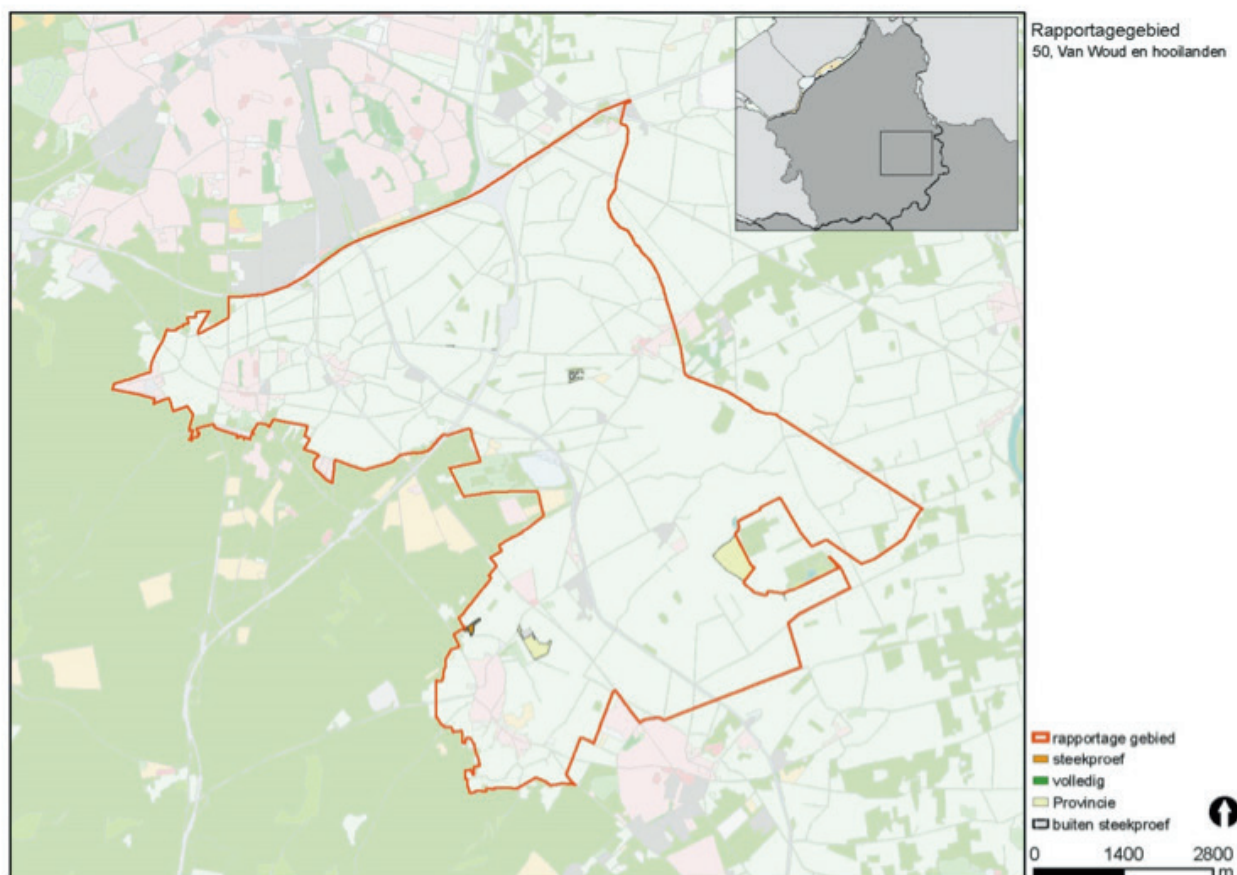 Rapportagegebied
50, Van Woud en hooilanden
rapportage gebied
steekproef
volledig
Provincie
buiten steekproef
0 1400 2800
m